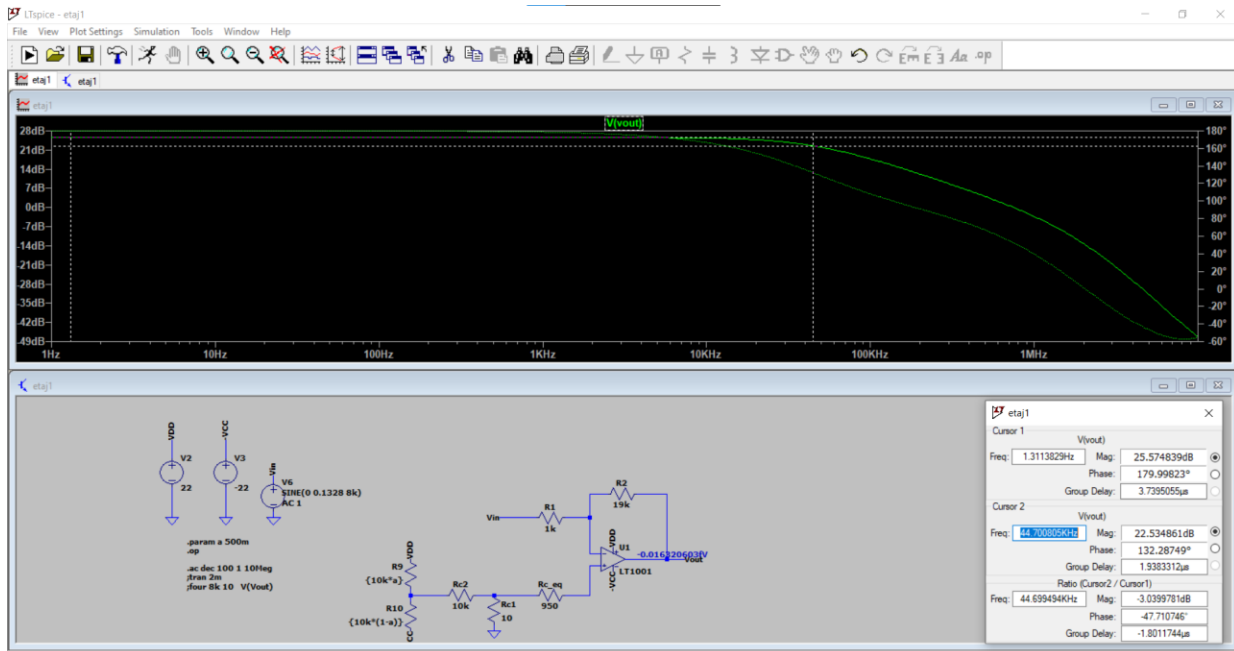 LTspice - etaj1
File View Plot Settings Simulation Tools Window Help
Aa .op
etaj1 etaj1
etaj1
V(vout)
28dB
21dB
14dB
7dB
0dB
-7dB
-14dB
-21dB
-28dB
-35dB
-42dB
-49dB
180°
160°
140°
120°
100°
80°
60°
40°
20°
0°
-20°
-40°
-60°
1Hz 10Hz 100Hz 1KHz 10KHz 100KHz 1MHz
etaj1
VDD
V2
22
-VCC
V3
-22
Vin
V6
SINE(0 0.1328 8k)
AC 1
.param a 500m
.op
.ac dec 100 1 10Meg
;tran 2m
;four 8k 10 V(Vout)
VDD
R9
{10k*a}
R10
{10k*(1-a)}
Rc2
10k
Rc1
10
Rc_eq
950
Vin
R1
1k
R2
19k
VDD
U1
LT1001
-VCC
-0.016320603fV
Vout
etaj1
Cursor 1
V(vout)
Freq: 1.3113829Hz Mag: 25.574839dB
Phase: 179.99823°
Group Delay: 3.7395055µs
Cursor 2
V(vout)
Freq: 44.700805KHz Mag: 22.534861dB
Phase: 132.28749°
Group Delay: 1.9383312µs
Ratio (Cursor2 / Cursor1)
Freq: 44.699494KHz Mag: -3.0399781dB
Phase: -47.710746°
Group Delay: -1.8011744µs